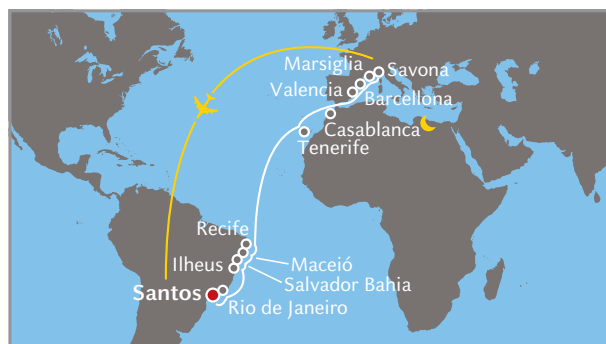 Marsiglia
Savona
Valencia
Barcellona
Casablanca
Tenerife
Recife
Ilheus
Maceió
Salvador Bahia
Santos
Rio de Janeiro